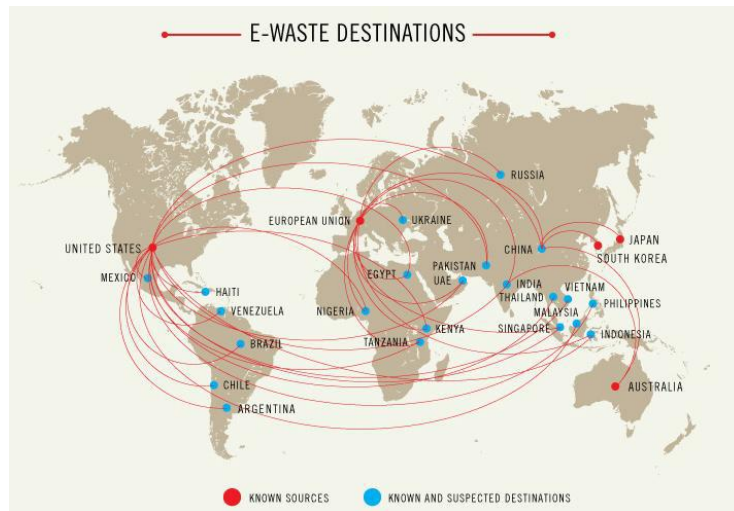 E-WASTE DESTINATIONS
RUSSIA
EUROPEAN UNION
UKRAINE
UNITED STATES
CHINA
JAPAN
SOUTH KOREA
MEXICO
EGYPT
PAKISTAN
UAE
INDIA
HAITI
THAILAND
VIETNAM
VENEZUELA
NIGERIA
MALAYSIA
PHILIPPINES
KENYA
SINGAPORE
INDONESIA
BRAZIL
TANZANIA
CHILE
AUSTRALIA
ARGENTINA
KNOWN SOURCES
KNOWN AND SUSPECTED DESTINATIONS